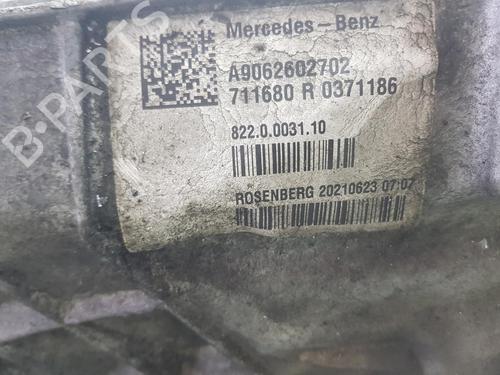 Mercedes-Benz
A9062602702
711680 R 0371186
822.0.0031.10
ROSENBERG 20210623 07:07
B-PARTS